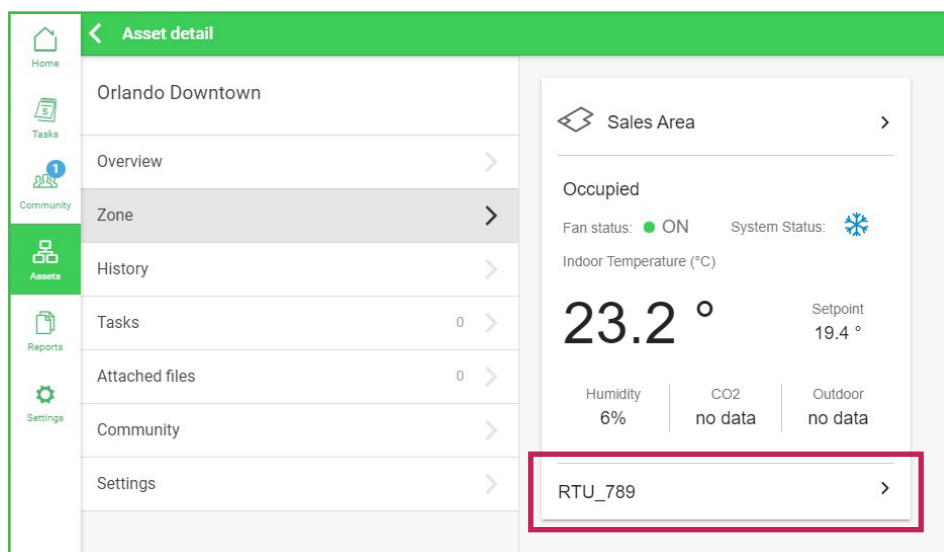 Asset detail
Home
Tasks
1
Community
Assets
Reports
Settings
Orlando Downtown
Overview
Zone
History
Tasks 0
Attached files 0
Community
Settings
Sales Area
Occupied
Fan status: ON System Status:
Indoor Temperature (°C)
23.2 °
Setpoint
19.4 °
Humidity CO2 Outdoor
6% no data no data
RTU_789